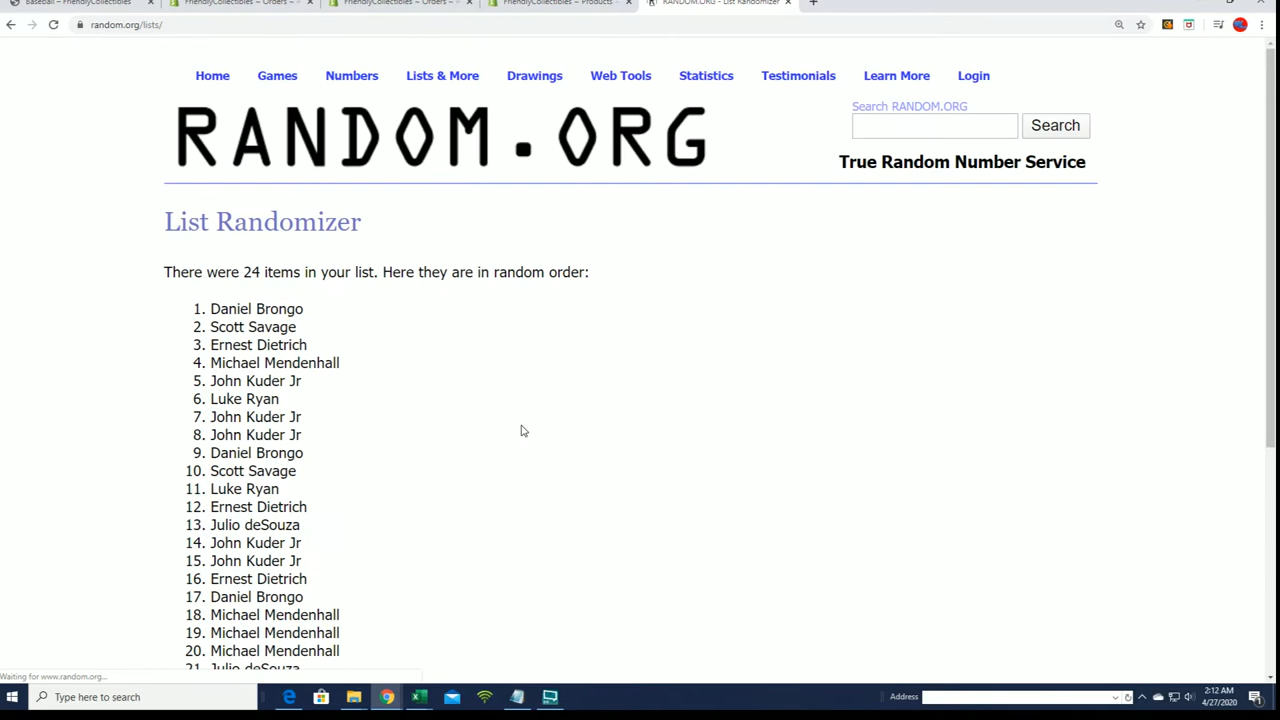 Baseball – FriendlyCollectibles
FriendlyCollectibles ~ Orders ~
FriendlyCollectibles ~ Orders ~
FriendlyCollectibles ~ Products
RANDOM.ORG - List Randomizer
random.org/lists/
Home Games Numbers Lists & More Drawings Web Tools Statistics Testimonials Learn More Login
RANDOM.ORG
Search RANDOM.ORG
Search
True Random Number Service
List Randomizer
There were 24 items in your list. Here they are in random order:
1. Daniel Brongo
2. Scott Savage
3. Ernest Dietrich
4. Michael Mendenhall
5. John Kuder Jr
6. Luke Ryan
7. John Kuder Jr
8. John Kuder Jr
9. Daniel Brongo
10. Scott Savage
11. Luke Ryan
12. Ernest Dietrich
13. Julio deSouza
14. John Kuder Jr
15. John Kuder Jr
16. Ernest Dietrich
17. Daniel Brongo
18. Michael Mendenhall
19. Michael Mendenhall
20. Michael Mendenhall
21. Julio deSouza
Waiting for www.random.org...
Type here to search
Address
2:12 AM
4/27/2020